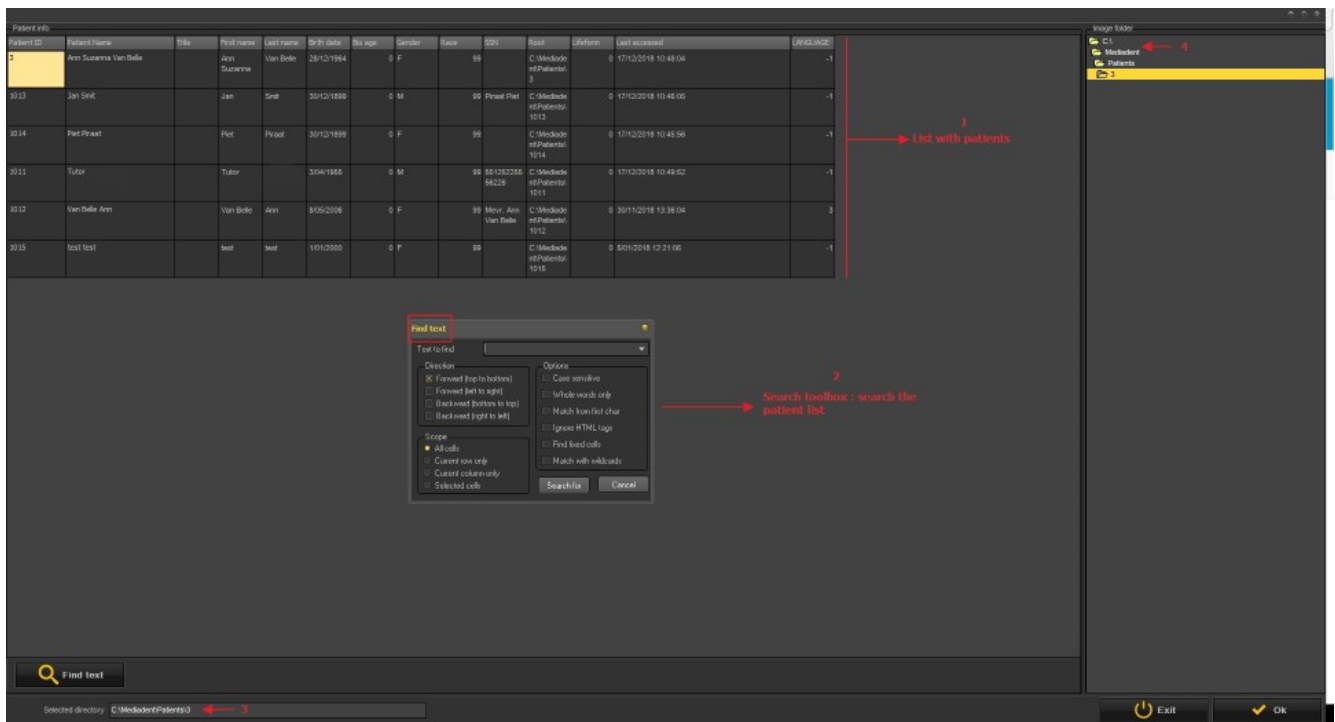 Patient info
Patient ID Patient Name Title First name Last name Birth date Bio age Gender Race SSN Root Lifeform Last accessed LANGUAGE
3 Ann Suzanna Van Belle Ann Suzanna Van Belle 28/12/1964 0 F 99 C:\Mediadent\Patients\3 0 17/12/2018 10:48:04 -1
1013 Jan Smit Jan Smit 30/12/1899 0 M 99 Piraat Piet C:\Mediadent\Patients\1013 0 17/12/2018 10:46:06 -1
1014 Piet Piraat Piet Piraat 30/12/1899 0 F 99 C:\Mediadent\Patients\1014 0 17/12/2018 10:45:56 -1
1011 Tutor Tutor 0 M 99 C:\Mediadent\Patients\1011 0 17/12/2018 10:49:52 -1
1012 Van Belle Ann Van Belle Ann 8/05/2006 0 F 99 Mevr. Ann Van Belle C:\Mediadent\Patients\1012 0 30/11/2018 13:36:04 3
1015 test test test test 1/01/2000 0 F 99 C:\Mediadent\Patients\1015 0 8/01/2018 12:21:06 -1
1
List with patients
Image folder
C:\
Mediadent
4
Patients
3
Find text
Text to find
Direction
Forward (top to bottom)
Forward (left to right)
Backward (bottom to top)
Backward (right to left)
Scope
All cells
Current row only
Current column only
Selected cells
Options
Case sensitive
Whole words only
Match from first char
Ignore HTML tags
Find fixed cells
Match with wildcards
Search for
Cancel
2
Search toolbox : search the
patient list
Find text
Selected directory C:\Mediadent\Patients\3
3
Exit
Ok